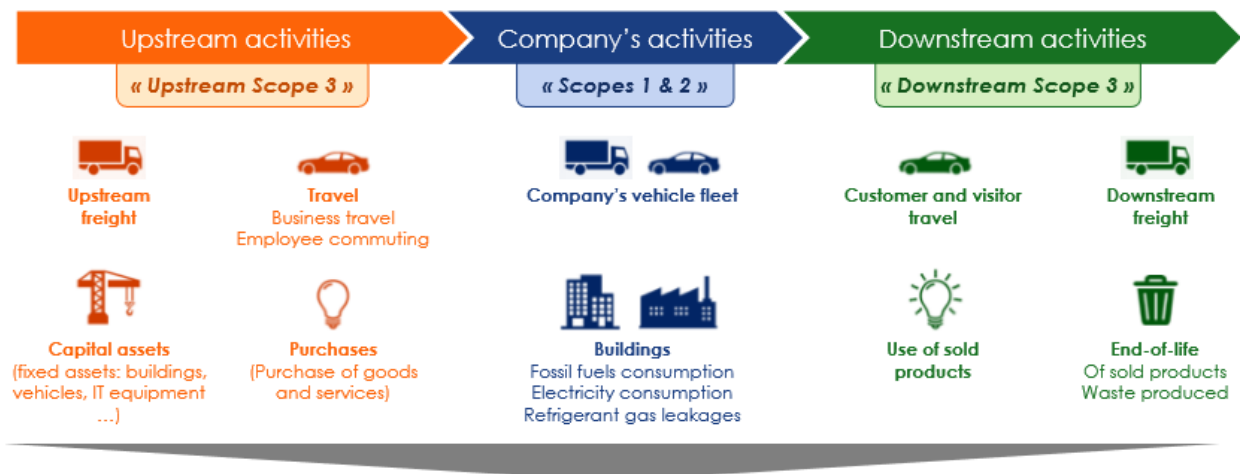 Upstream activities
Company's activities
Downstream activities
« Upstream Scope 3 »
« Scopes 1 & 2 »
« Downstream Scope 3 »
Upstream
freight
Travel
Business travel
Employee commuting
Company's vehicle fleet
Customer and visitor
travel
Downstream
freight
Capital assets
(fixed assets: buildings,
vehicles, IT equipment
...)
Purchases
(Purchase of goods
and services)
Buildings
Fossil fuels consumption
Electricity consumption
Refrigerant gas leakages
Use of sold
products
End-of-life
Of sold products
Waste produced